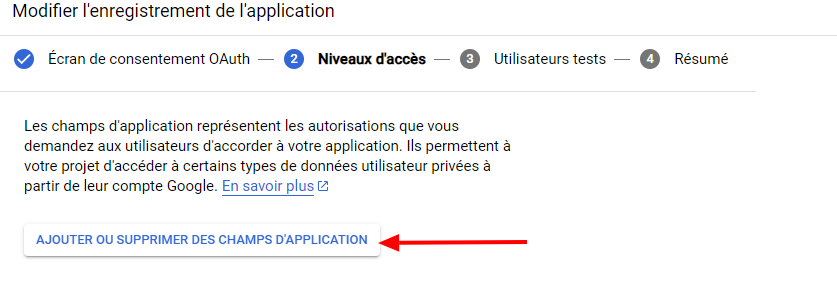 Modifier l'enregistrement de l'application
Écran de consentement OAuth — 2 Niveaux d'accès — 3 Utilisateurs tests — 4 Résumé
Les champs d'application représentent les autorisations que vous
demandez aux utilisateurs d'accorder à votre application. Ils permettent à
votre projet d'accéder à certains types de données utilisateur privées à
partir de leur compte Google. En savoir plus
AJOUTER OU SUPPRIMER DES CHAMPS D'APPLICATION